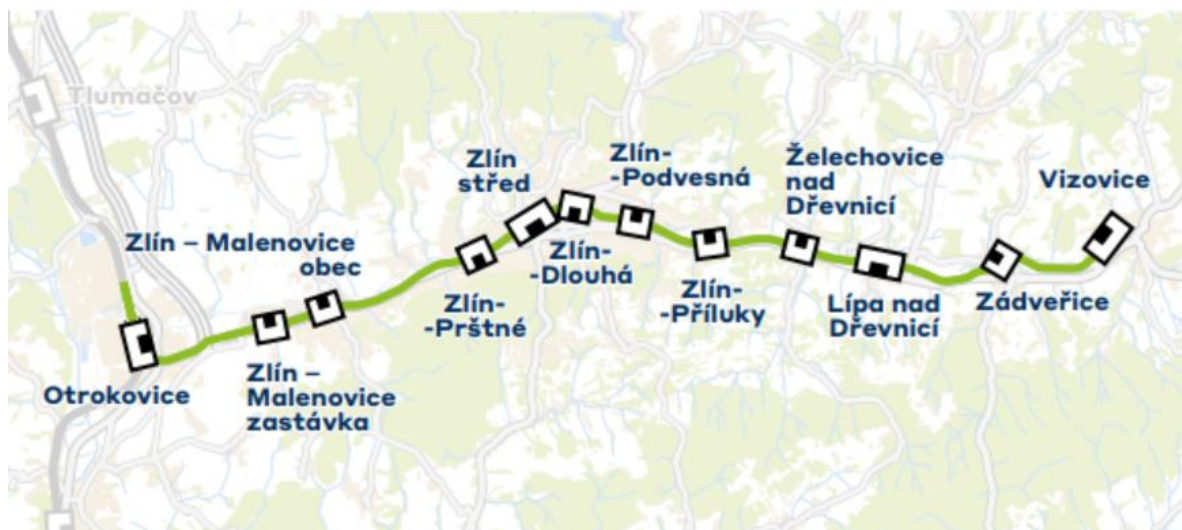 Tlumačov
Otrokovice
Zlín –
Malenovice
zastávka
Zlín – Malenovice
obec
Zlín-
-Prštné
Zlín
střed
Zlín-
-Dlouhá
Zlín-
-Podvesná
Zlín-
-Příluky
Želechovice
nad
Dřevnicí
Lípa nad
Dřevnicí
Zádveřice
Vizovice